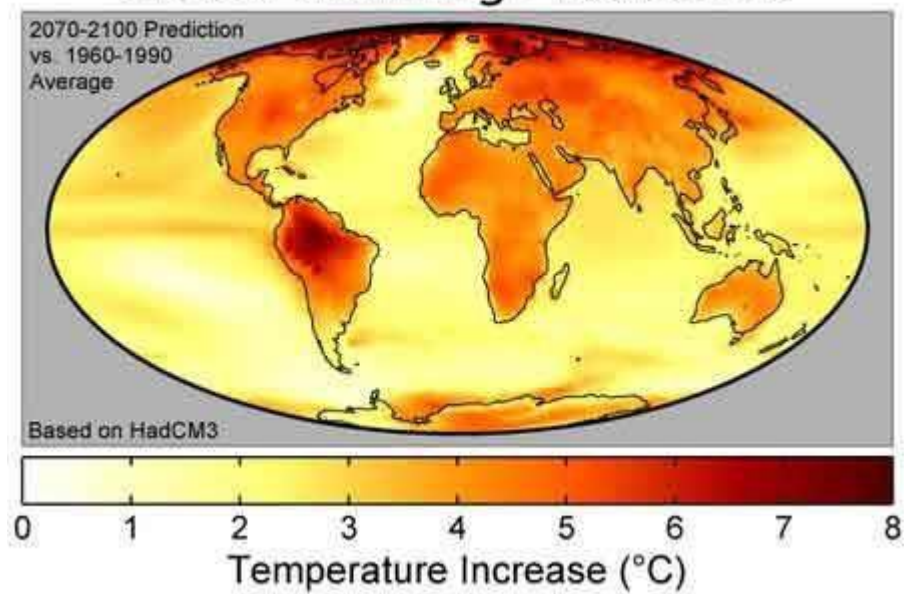 2070-2100 Prediction
vs. 1960-1990
Average
Based on HadCM3
0 1 2 3 4 5 6 7 8
Temperature Increase (°C)